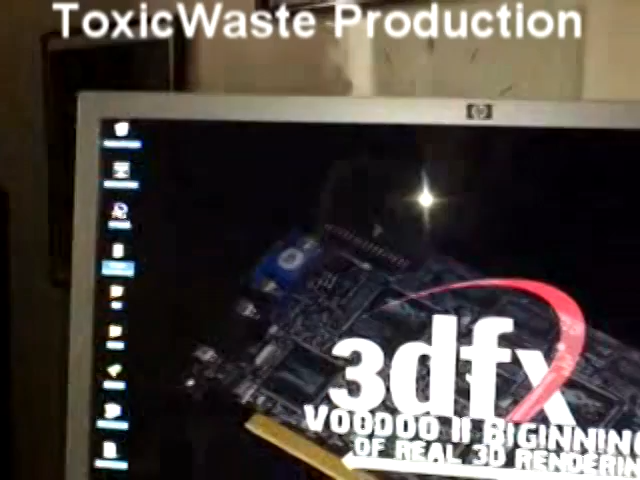 ToxicWaste Production
hp
3dfx
VOODOO II BIGINNING
OF REAL 3D RENDERIN